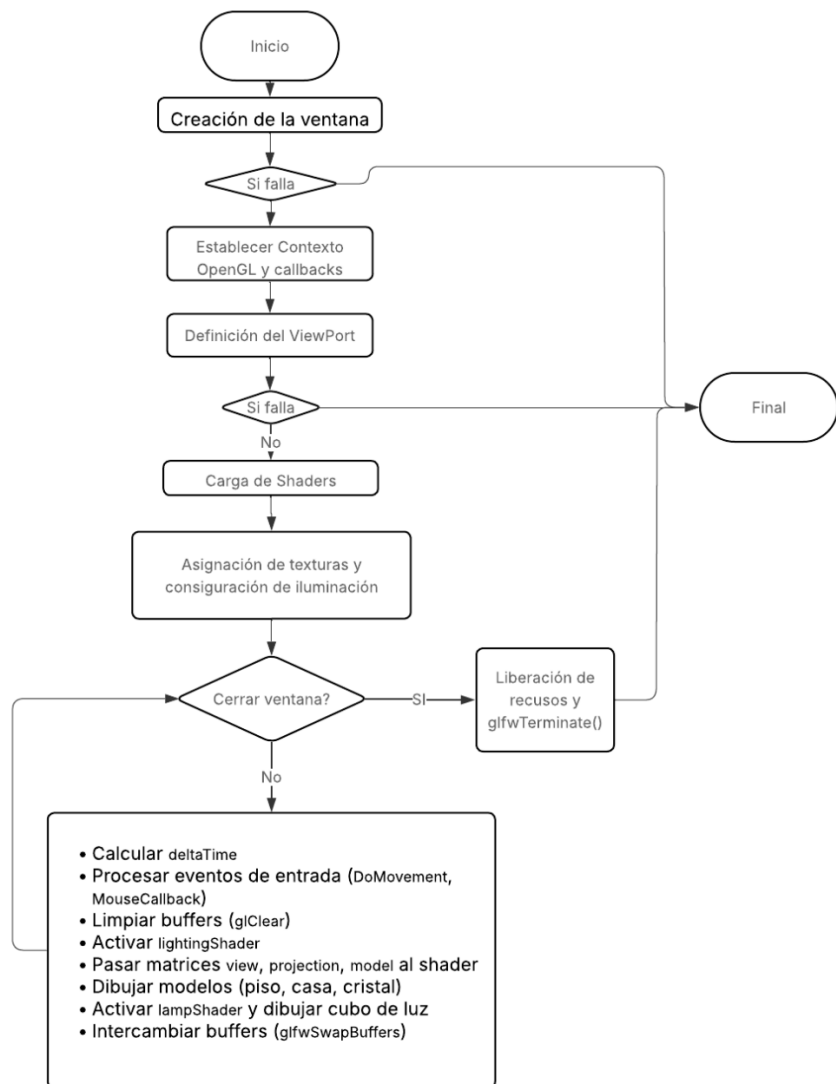 Inicio
Creación de la ventana
Si falla
Establecer Contexto
OpenGL y callbacks
Definición del ViewPort
Si falla
No
Carga de Shaders
Asignación de texturas y
consiguración de iluminación
Cerrar ventana?
SI
Liberación de
recusos y
glfwTerminate()
Final
No
• Calcular deltaTime
• Procesar eventos de entrada (DoMovement,
MouseCallback)
• Limpiar buffers (glClear)
• Activar lightingShader
• Pasar matrices view, projection, model al shader
• Dibujar modelos (piso, casa, cristal)
• Activar lampShader y dibujar cubo de luz
• Intercambiar buffers (glfwSwapBuffers)